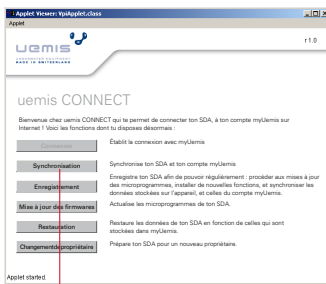 Applet Viewer: VpiApplet.class
Applet
uemis
UNDERWATER EQUIPMENT
MADE IN SWITZERLAND
r 1.0
uemis CONNECT
Bienvenue chez uemis CONNECT qui te permet de connecter ton SDA, à ton compte myUemis sur
Internet ! Voici les fonctions dont tu disposes désormais :
Connexion
Établit la connexion avec myUemis
Synchronisation
Synchronise ton SDA et ton compte myUemis
Enregistrement
Enregistre ton SDA afin de pouvoir régulièrement : procéder aux mises à jour
des microprogrammes, installer de nouvelles fonctions, et synchroniser les
données stockées sur l'appareil, et celles du compte myUemis.
Mise à jour des firmwares
Actualise les microprogrammes de ton SDA.
Restauration
Restaure les données de ton SDA en fonction de celles qui sont
stockées dans myUemis.
Changementdepropriétaire
Prépare ton SDA pour un nouveau propriétaire.
Applet started.